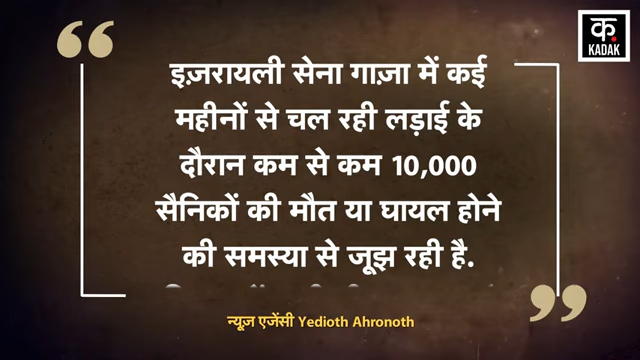 क.
KADAK
इज़रायली सेना गाज़ा में कई
महीनों से चल रही लड़ाई के
दौरान कम से कम 10,000
सैनिकों की मौत या घायल होने
की समस्या से जूझ रही है.
न्यूज़ एजेंसी Yedioth Ahronoth